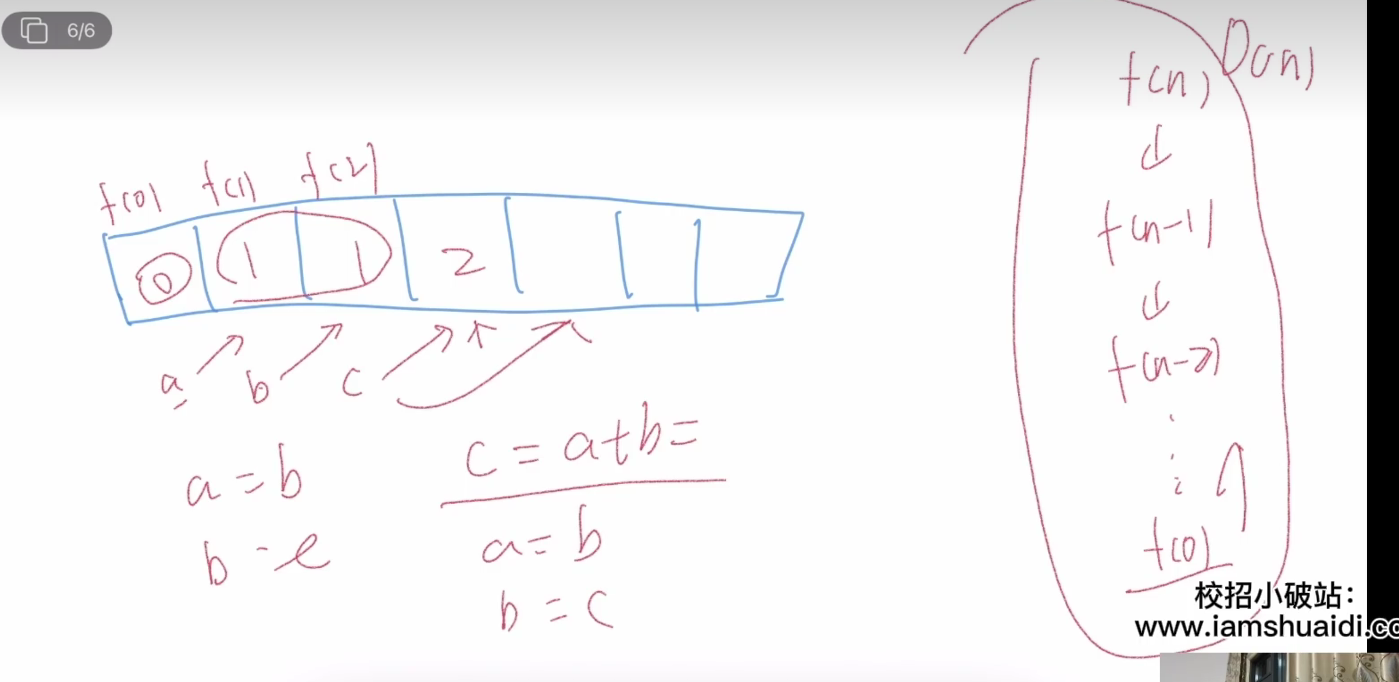 6/6
f(0) f(1) f(2)
0 1 1 2
a b c
a = b
b = c
c = a+b=
a = b
b = c
O(n)
f(n)
↓
f(n-1)
↓
f(n-2)
⋮
f(0)
校招小破站：
www.iamshuaidi.co